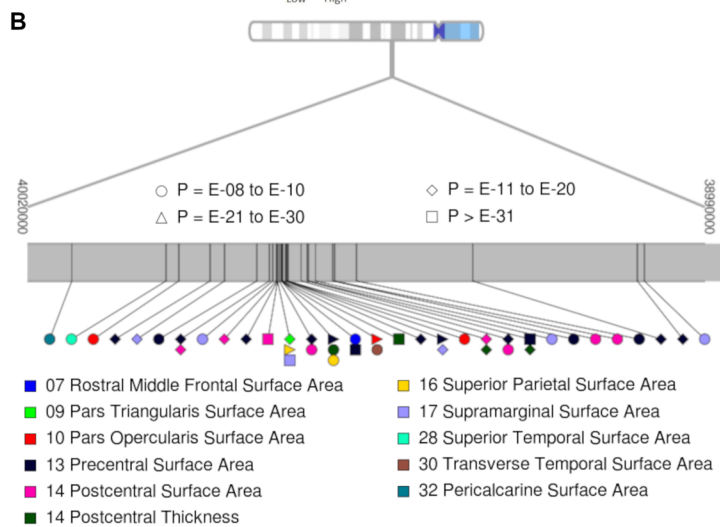 B
40020000
38990000
P = E-08 to E-10
P = E-11 to E-20
P = E-21 to E-30
P > E-31
07 Rostral Middle Frontal Surface Area
09 Pars Triangularis Surface Area
10 Pars Opercularis Surface Area
13 Precentral Surface Area
14 Postcentral Surface Area
14 Postcentral Thickness
16 Superior Parietal Surface Area
17 Supramarginal Surface Area
28 Superior Temporal Surface Area
30 Transverse Temporal Surface Area
32 Pericalcarine Surface Area